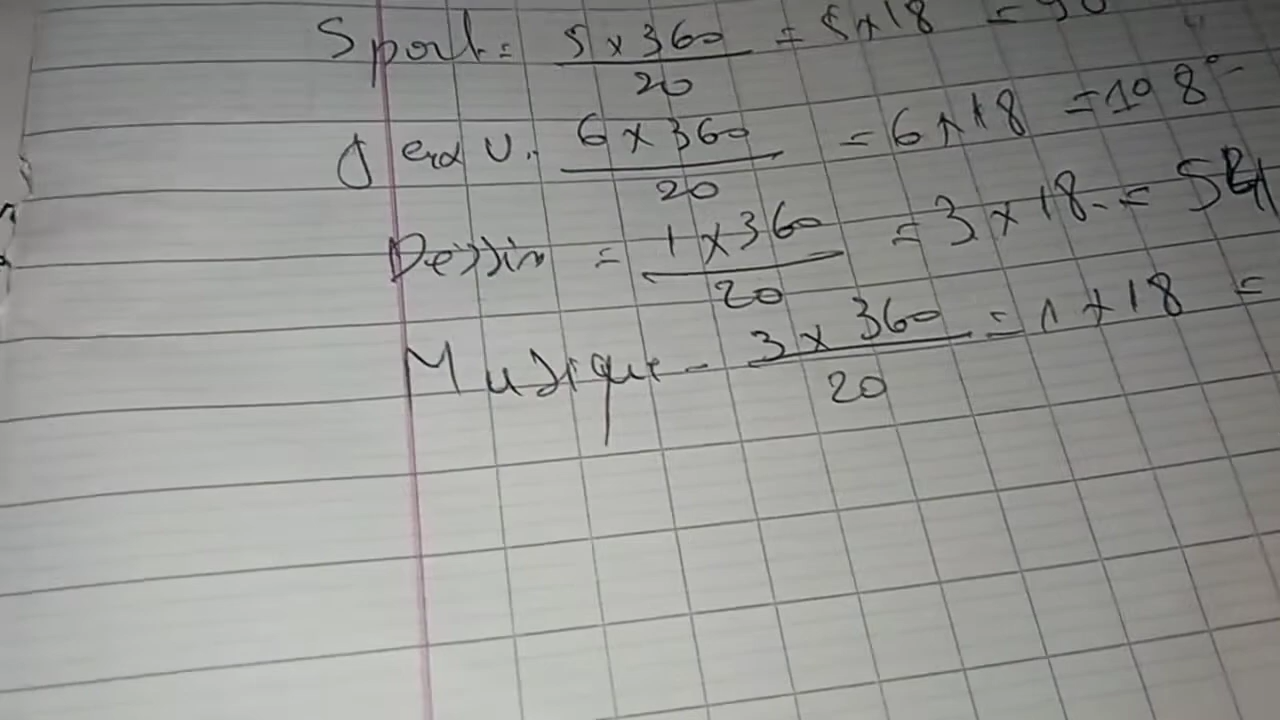 Sport = 5 x 360 / 20 = 5 x 18 = 90
Jeux V. 6 x 360 / 20 = 6 x 18 = 108°
Dessin = 1 x 360 / 20 = 3 x 18 = 54
Musique - 3 x 360 / 20 = 1 x 18 =